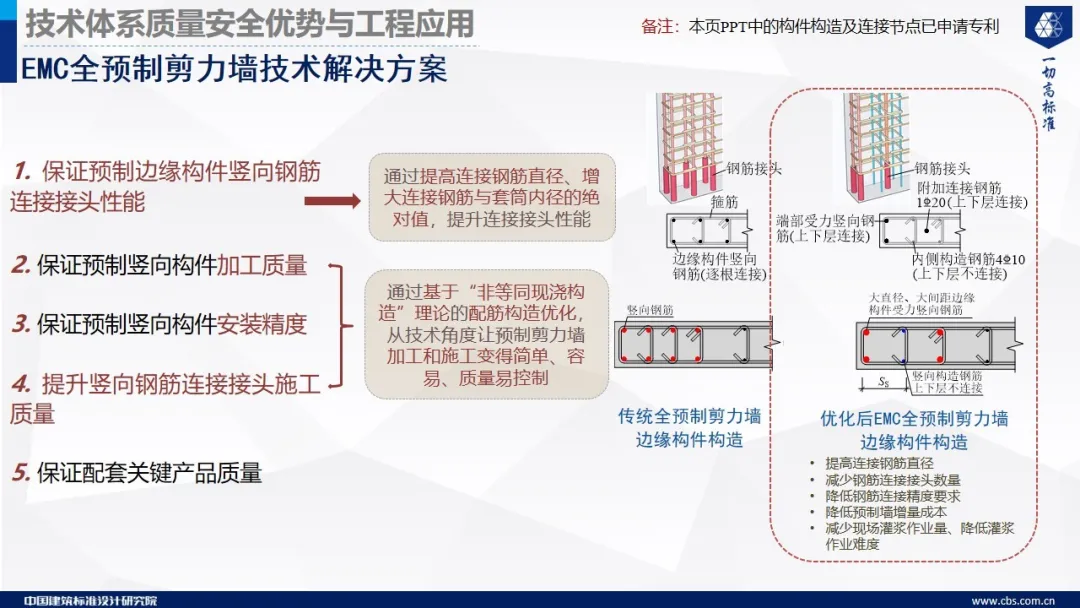 技术体系质量安全优势与工程应用
备注：本页PPT中的构件构造及连接节点已申请专利
EMC全预制剪力墙技术解决方案
一切高标准
1. 保证预制边缘构件竖向钢筋
连接接头性能
2. 保证预制竖向构件加工质量
3. 保证预制竖向构件安装精度
4. 提升竖向钢筋连接接头施工
质量
5. 保证配套关键产品质量
通过提高连接钢筋直径、增
大连接钢筋与套筒内径的绝
对值，提升连接接头性能
通过基于“非等同现浇构
造”理论的配筋构造优化，
从技术角度让预制剪力墙
加工和施工变得简单、容
易、质量易控制
钢筋接头
箍筋
边缘构件竖向
钢筋(逐根连接)
竖向钢筋
传统全预制剪力墙
边缘构件构造
钢筋接头
附加连接钢筋
1Φ20(上下层连接)
端部受力竖向钢
筋(上下层连接)
内侧构造钢筋4Φ10
(上下层不连接)
大直径、大间距边缘
构件受力竖向钢筋
竖向构造钢筋
上下层不连接
Ss
优化后EMC全预制剪力墙
边缘构件构造
• 提高连接钢筋直径
• 减少钢筋连接接头数量
• 降低钢筋连接精度要求
• 降低预制墙增量成本
• 减少现场灌浆作业量、降低灌浆
作业难度
中国建筑标准设计研究院
www.cbs.com.cn